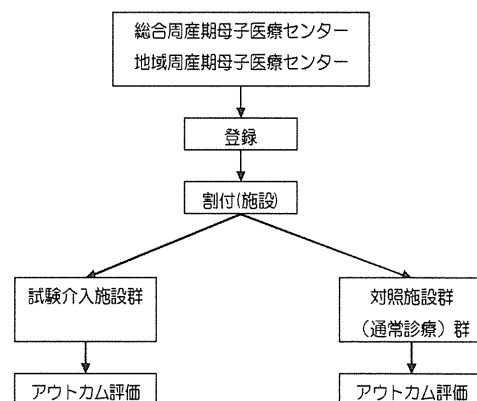 総合周産期母子医療センター
地域周産期母子医療センター
登録
割付(施設)
試験介入施設群
対照施設群
（通常診療）群
アウトカム評価
アウトカム評価